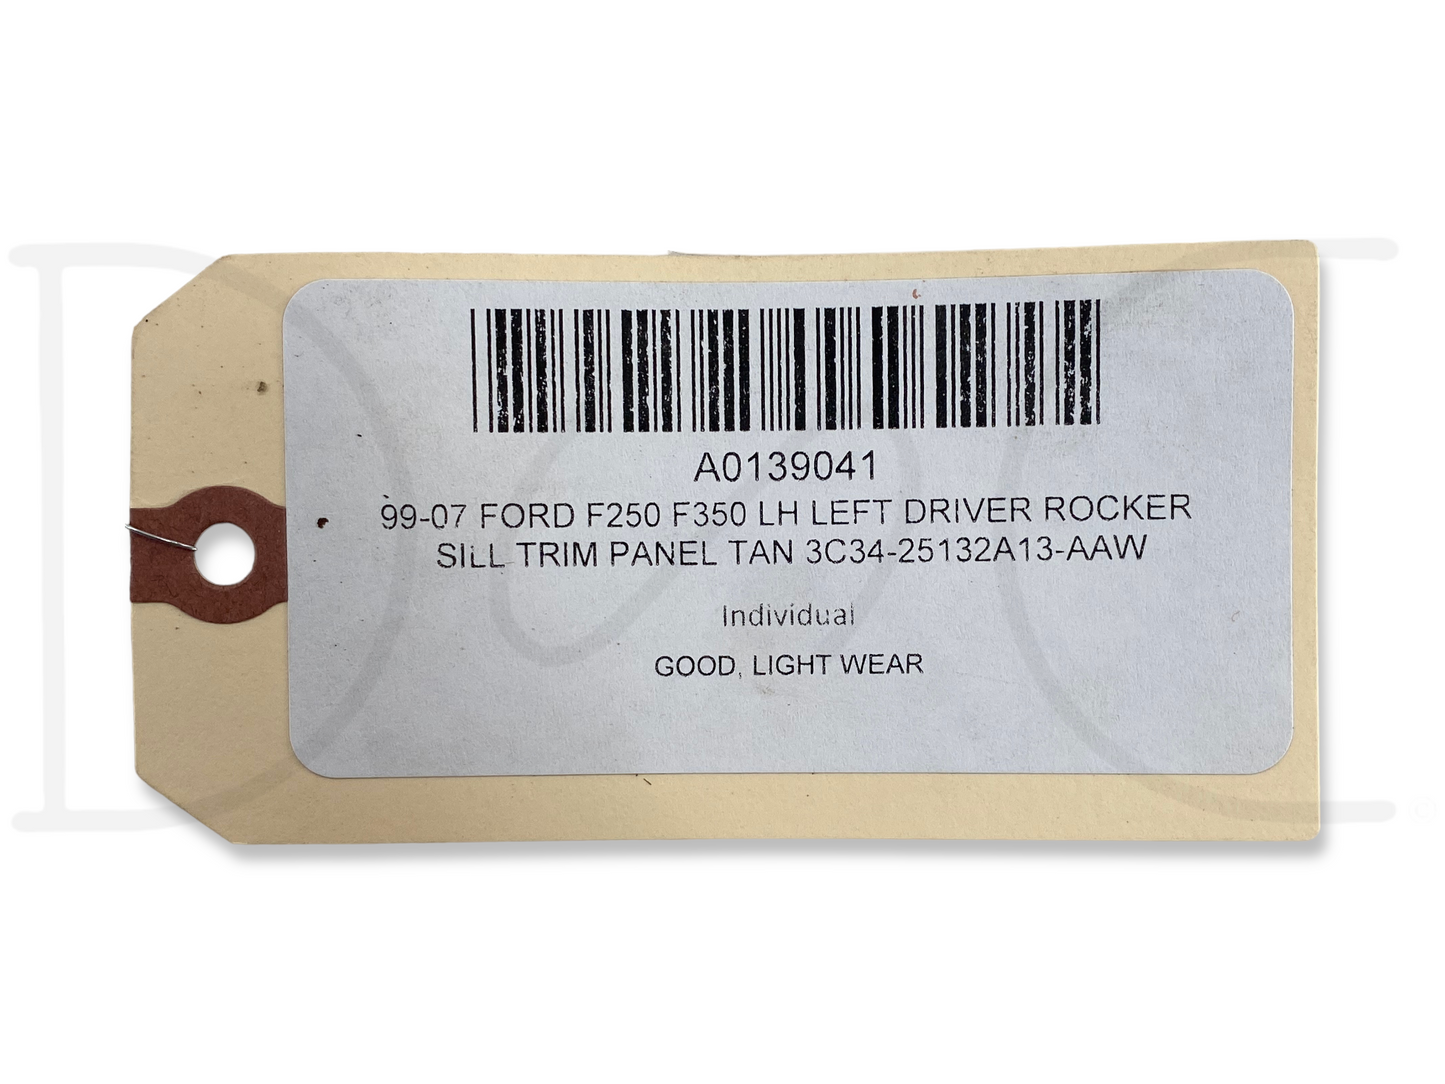 A0139041
99-07 FORD F250 F350 LH LEFT DRIVER ROCKER
SILL TRIM PANEL TAN 3C34-25132A13-AAW
Individual
GOOD, LIGHT WEAR